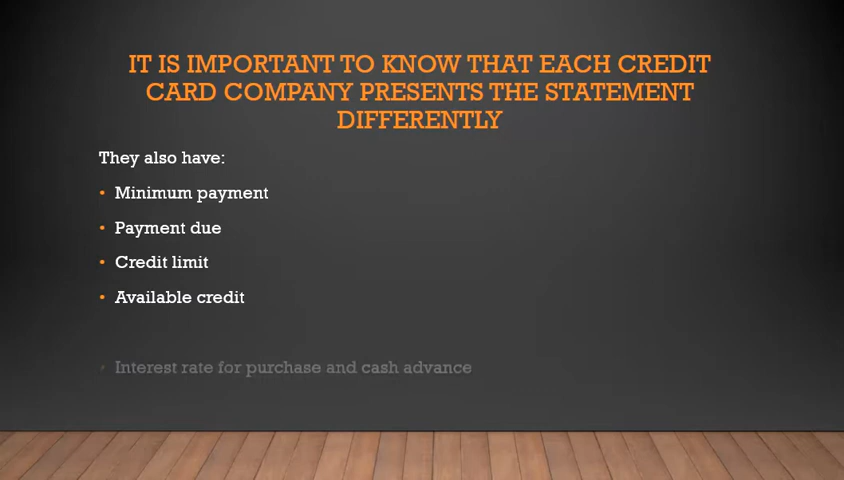 IT IS IMPORTANT TO KNOW THAT EACH CREDIT
CARD COMPANY PRESENTS THE STATEMENT
DIFFERENTLY
They also have:
• Minimum payment
• Payment due
• Credit limit
• Available credit
• Interest rate for purchase and cash advance